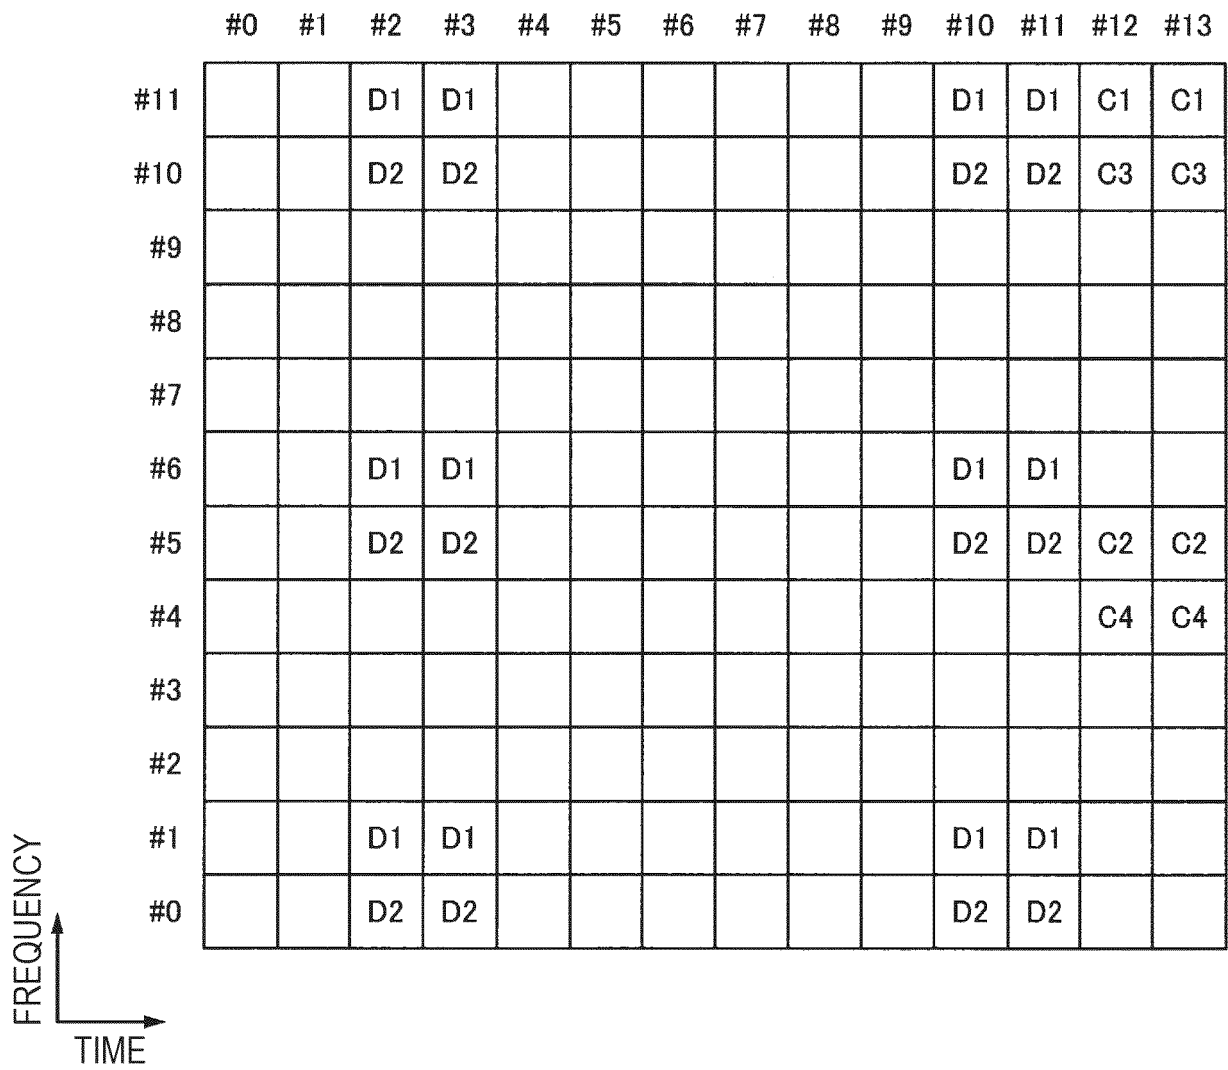 #0 #1 #2 #3 #4 #5 #6 #7 #8 #9 #10 #11 #12 #13
#11 D1 D1 D1 D1 C1 C1
#10 D2 D2 D2 D2 C3 C3
#9
#8
#7
#6 D1 D1 D1 D1
#5 D2 D2 D2 D2 C2 C2
#4 C4 C4
#3
#2
#1 D1 D1 D1 D1
#0 D2 D2 D2 D2
FREQUENCY
TIME